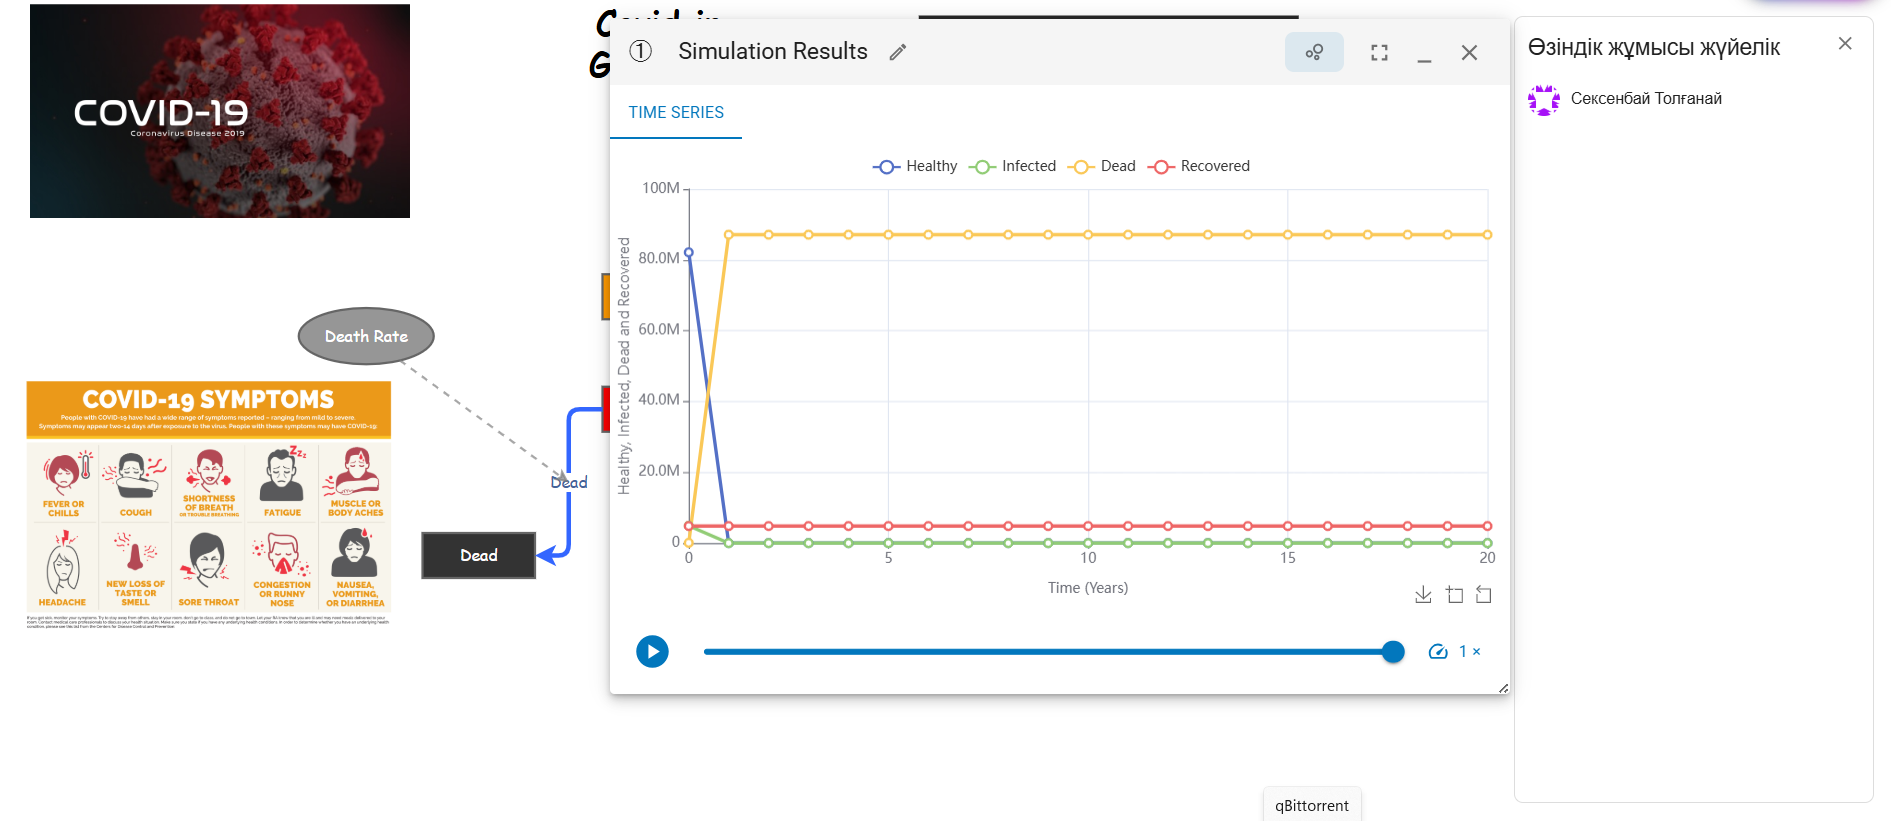 COVID-19
Coronavirus Disease 2019
Death Rate
COVID-19 SYMPTOMS
People with COVID-19 have had a wide range of symptoms reported – ranging from mild to severe.
Symptoms may appear two-14 days after exposure to the virus. People with these symptoms may have COVID-19:
FEVER OR
CHILLS
COUGH
SHORTNESS
OF BREATH
OR TROUBLE BREATHING
FATIGUE
MUSCLE OR
BODY ACHES
HEADACHE
NEW LOSS OF
TASTE OR
SMELL
SORE THROAT
CONGESTION
OR RUNNY
NOSE
NAUSEA,
VOMITING,
OR DIARRHEA
Dead
Dead
Covid in
G
1
Simulation Results
TIME SERIES
Healthy
Infected
Dead
Recovered
Healthy, Infected, Dead and Recovered
100M
80.0M
60.0M
40.0M
20.0M
0
0
5
10
15
20
Time (Years)
1 ×
Өзіндік жұмысы жүйелік
Сексенбай Толғанай
qBittorrent